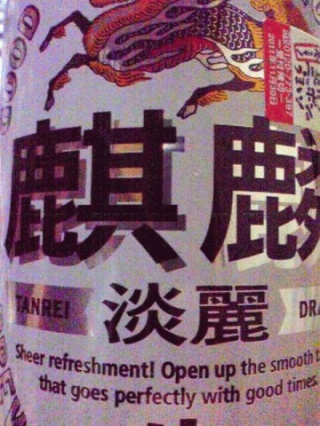 麒麟
TANREI 淡麗 DRA
Sheer refreshment! Open up the smooth t
that goes perfectly with good times.